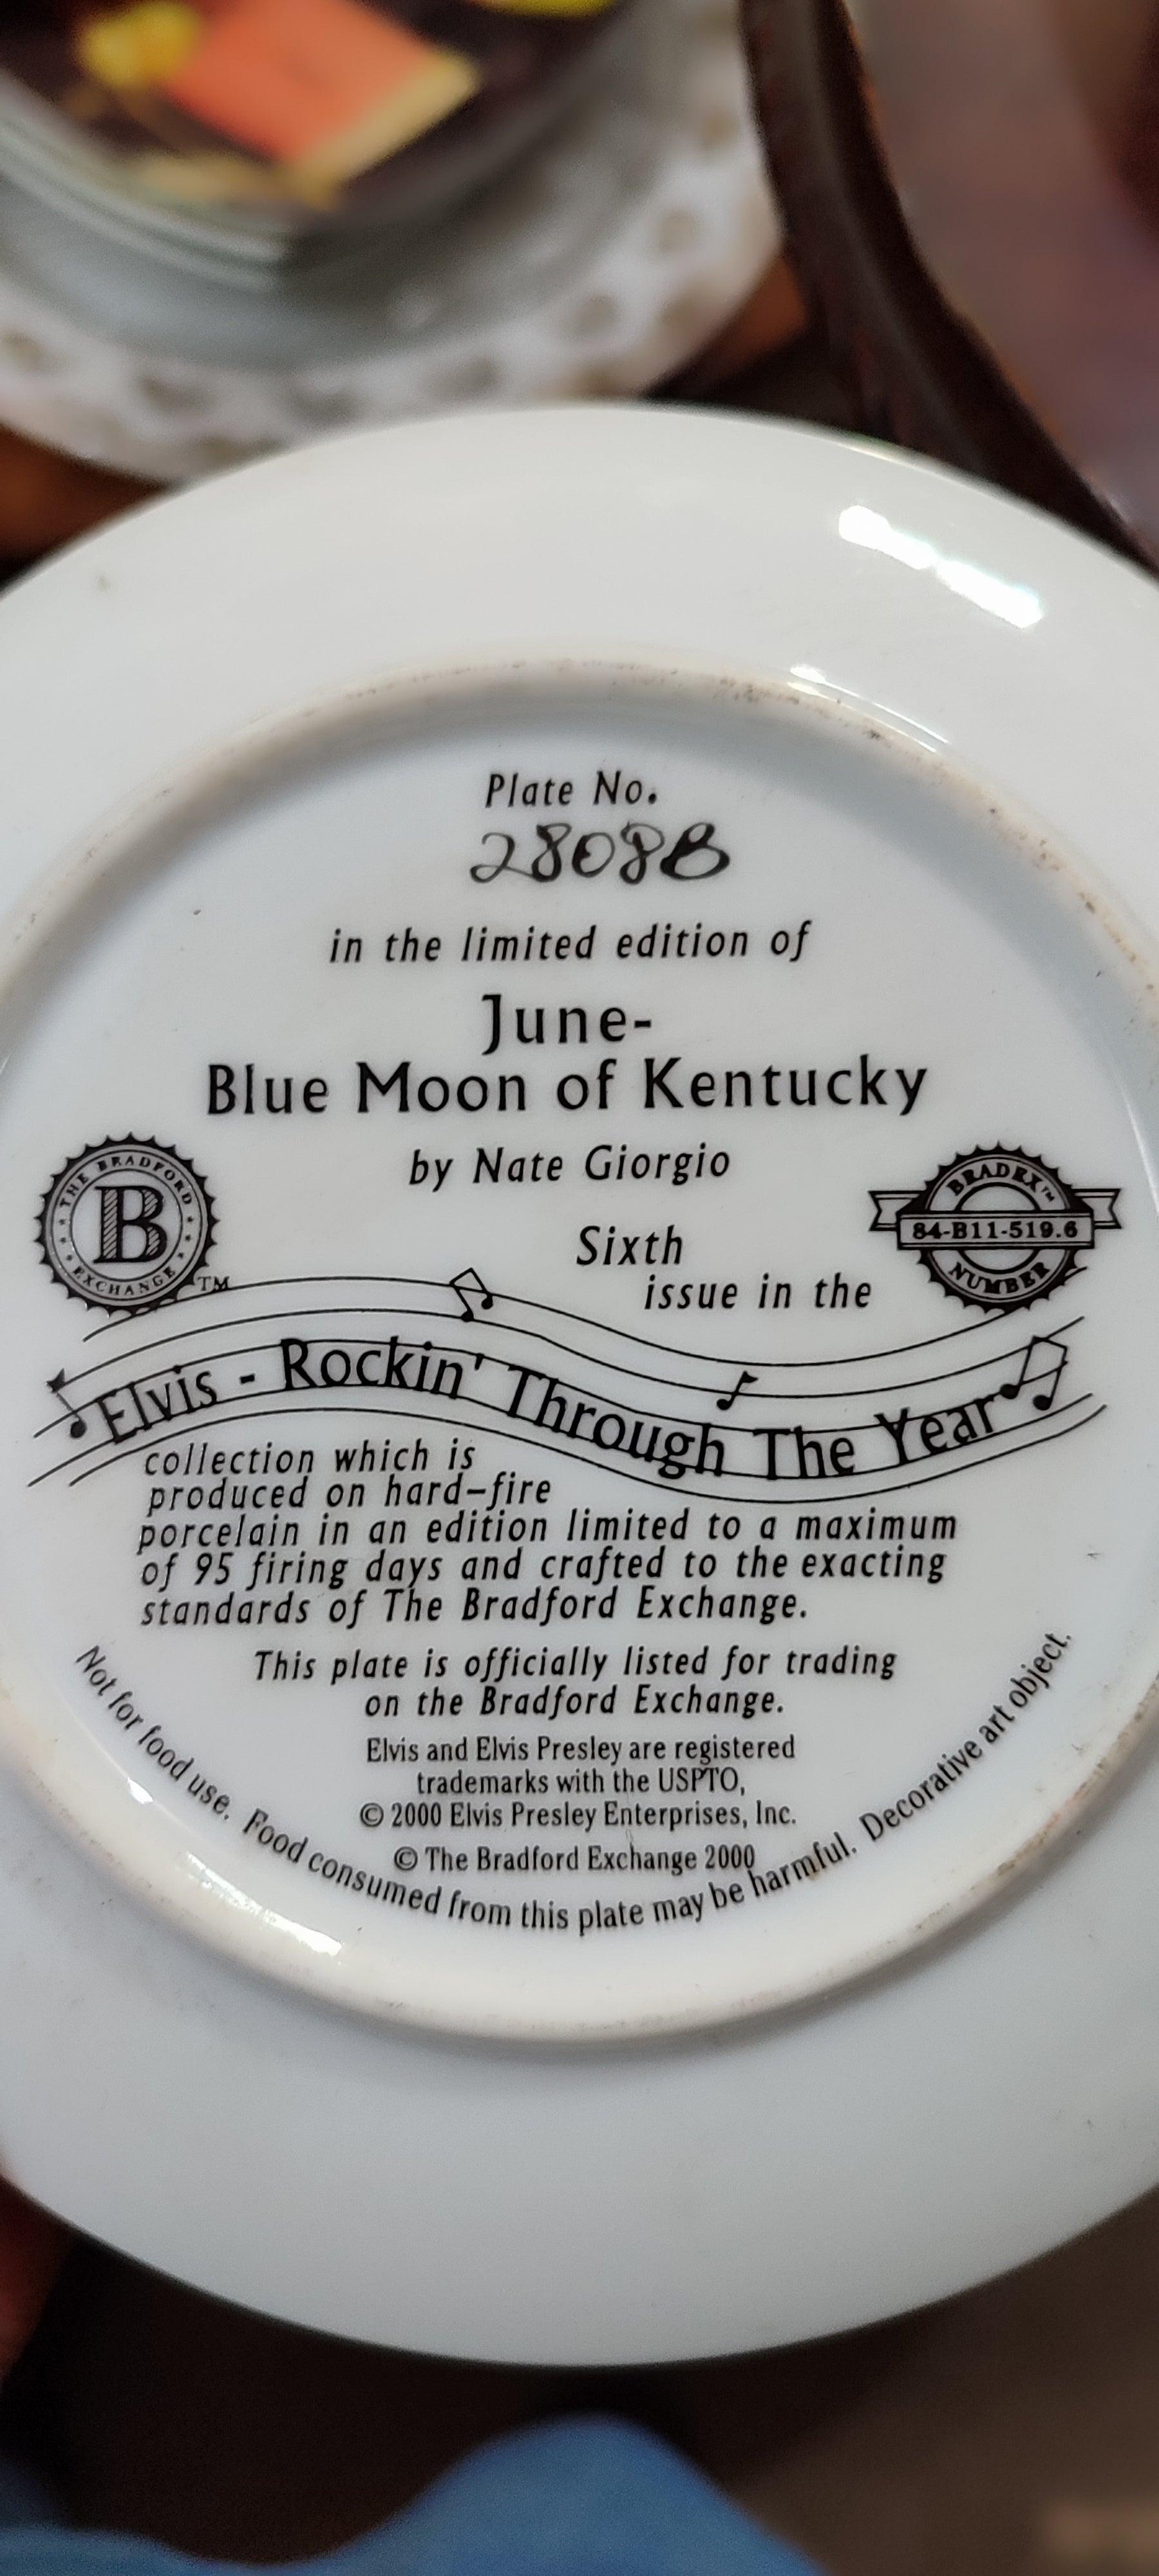 Plate No.
2808B
in the limited edition of
June-
Blue Moon of Kentucky
by Nate Giorgio
THE BRADFORD
B
EXCHANGE
TM
BRADEX™
84-B11-519.6
NUMBER
Sixth
issue in the
Elvis - Rockin' Through The Year
collection which is
produced on hard-fire
porcelain in an edition limited to a maximum
of 95 firing days and crafted to the exacting
standards of The Bradford Exchange.
This plate is officially listed for trading
on the Bradford Exchange.
Elvis and Elvis Presley are registered
trademarks with the USPTO,
© 2000 Elvis Presley Enterprises, Inc.
© The Bradford Exchange 2000
Not for food use. Food consumed from this plate may be harmful. Decorative art object.